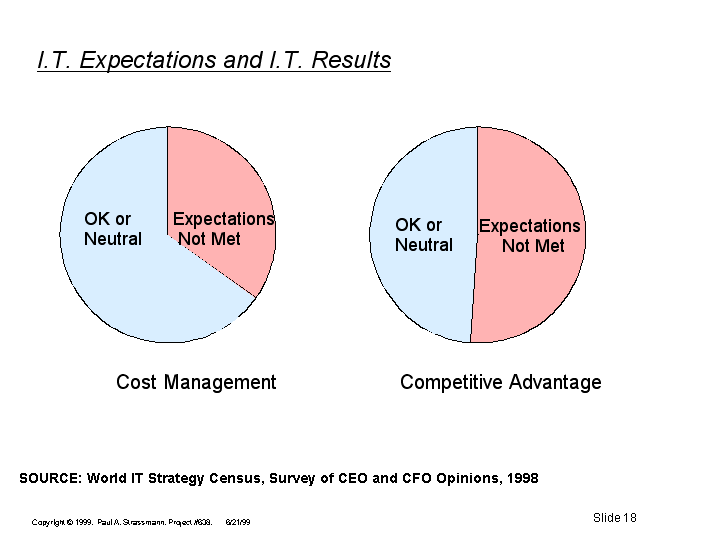 I.T. Expectations and I.T. Results
OK or
Neutral
Expectations
Not Met
OK or
Neutral
Expectations
Not Met
Cost Management
Competitive Advantage
SOURCE: World IT Strategy Census, Survey of CEO and CFO Opinions, 1998
Copyright © 1999. Paul A. Strassmann. Project #638. 6/21/99
Slide 18